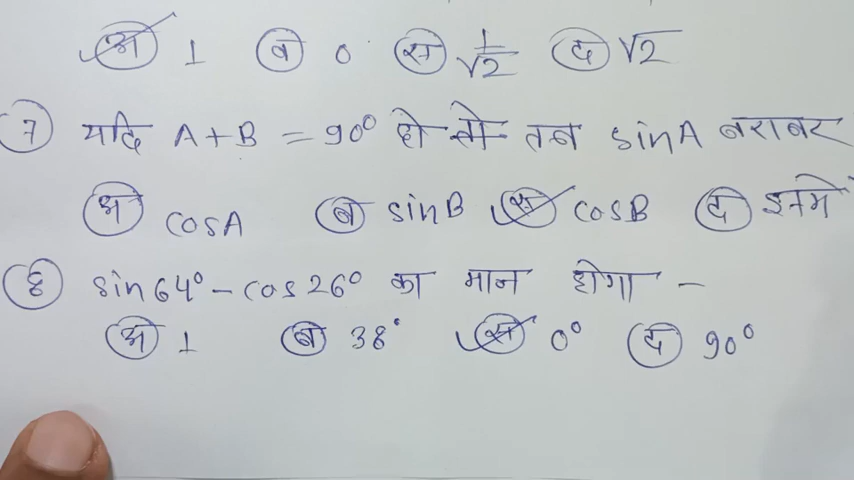 अ 1 ब 0 स 1/√2 द √2
7 यदि A+B = 90° हो तो तब sinA बराबर
अ cosA ब sinB स cosB द इनमें
8 sin64° - cos26° का मान होगा -
अ 1 ब 38° स 0° द 90°